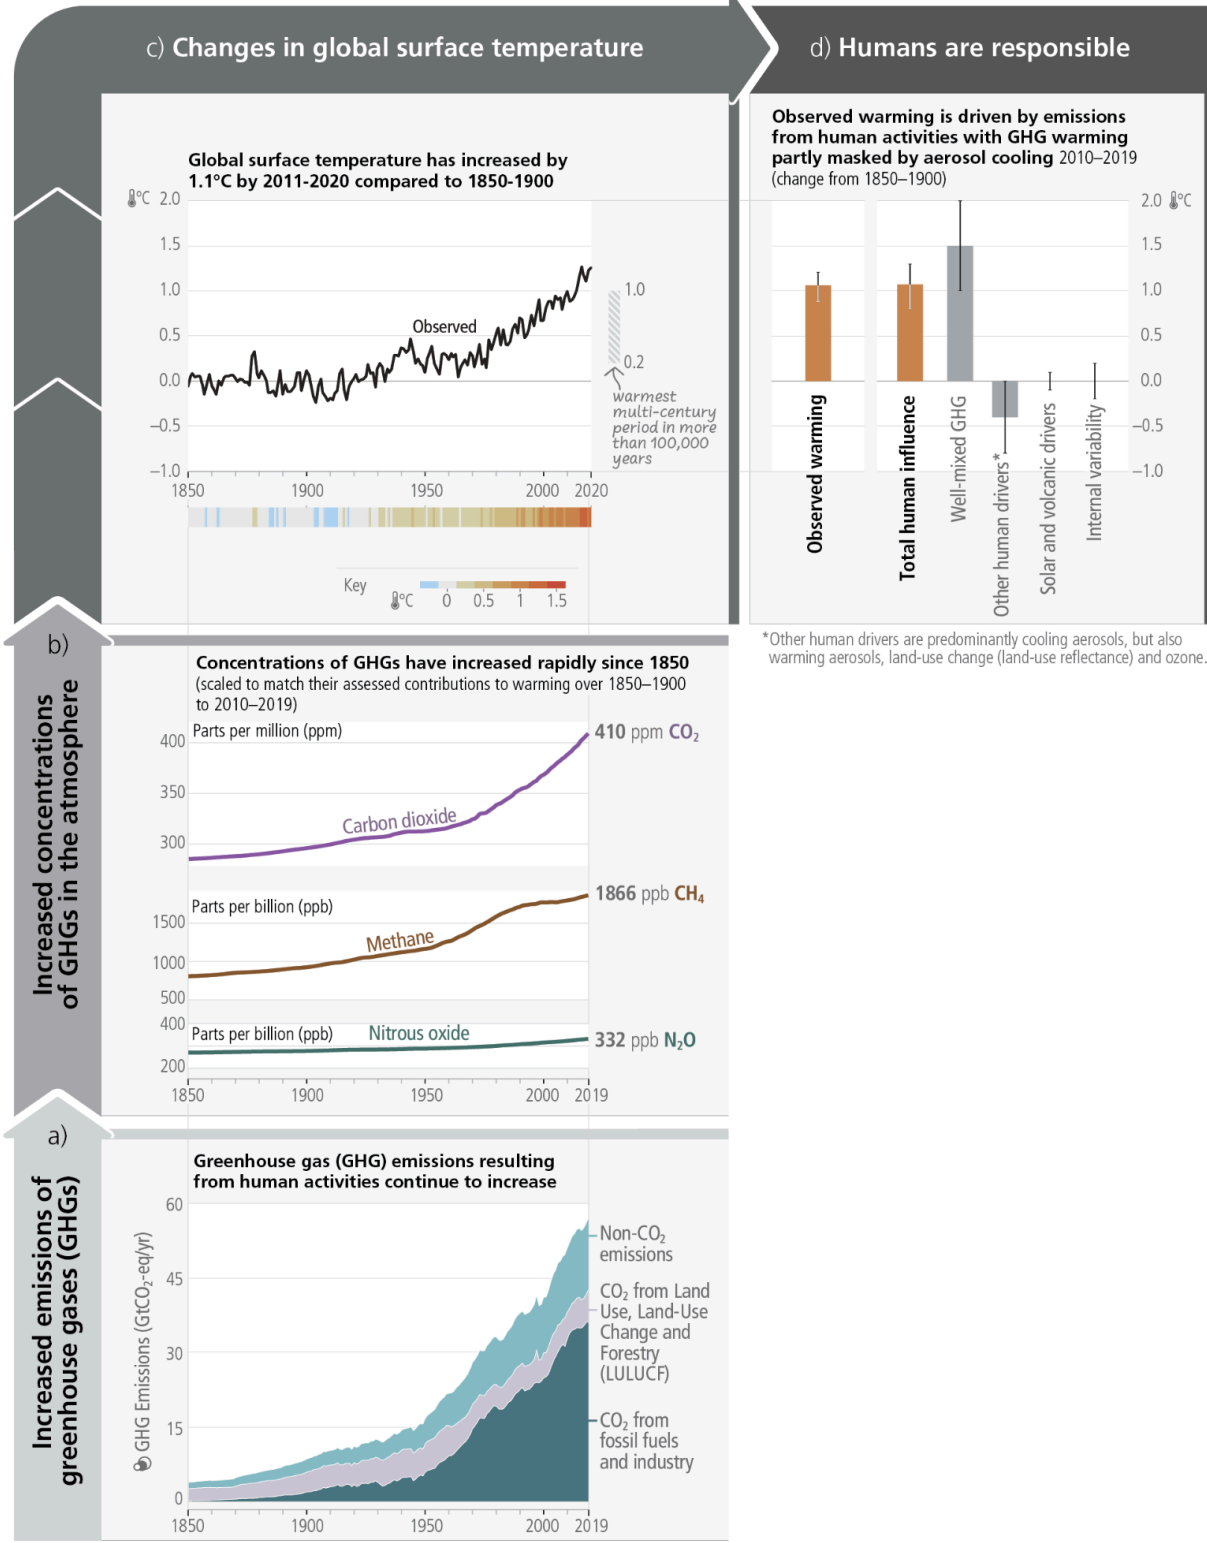 c) Changes in global surface temperature
Global surface temperature has increased by
1.1°C by 2011-2020 compared to 1850-1900
°C 2.0
1.5
1.0
0.5
0.0
−0.5
−1.0
Observed
1.0
0.2
warmest
multi-century
period in more
than 100,000
years
1850 1900 1950 2000 2020
Key
°C 0 0.5 1 1.5
d) Humans are responsible
Observed warming is driven by emissions
from human activities with GHG warming
partly masked by aerosol cooling 2010–2019
(change from 1850–1900)
2.0 °C
1.5
1.0
0.5
0.0
−0.5
−1.0
Observed warming
Total human influence
Well-mixed GHG
Other human drivers*
Solar and volcanic drivers
Internal variability
*Other human drivers are predominantly cooling aerosols, but also
warming aerosols, land-use change (land-use reflectance) and ozone.
b)
Increased concentrations
of GHGs in the atmosphere
Concentrations of GHGs have increased rapidly since 1850
(scaled to match their assessed contributions to warming over 1850–1900
to 2010–2019)
Parts per million (ppm)
400
350
300
Carbon dioxide
410 ppm CO₂
Parts per billion (ppb)
1500
1000
500
Methane
1866 ppb CH₄
400
Parts per billion (ppb)
200
Nitrous oxide
332 ppb N₂O
1850 1900 1950 2000 2019
a)
Increased emissions of
greenhouse gases (GHGs)
Greenhouse gas (GHG) emissions resulting
from human activities continue to increase
GHG Emissions (GtCO₂-eq/yr)
60
45
30
15
0
Non-CO₂
emissions
CO₂ from Land
Use, Land-Use
Change and
Forestry
(LULUCF)
CO₂ from
fossil fuels
and industry
1850 1900 1950 2000 2019